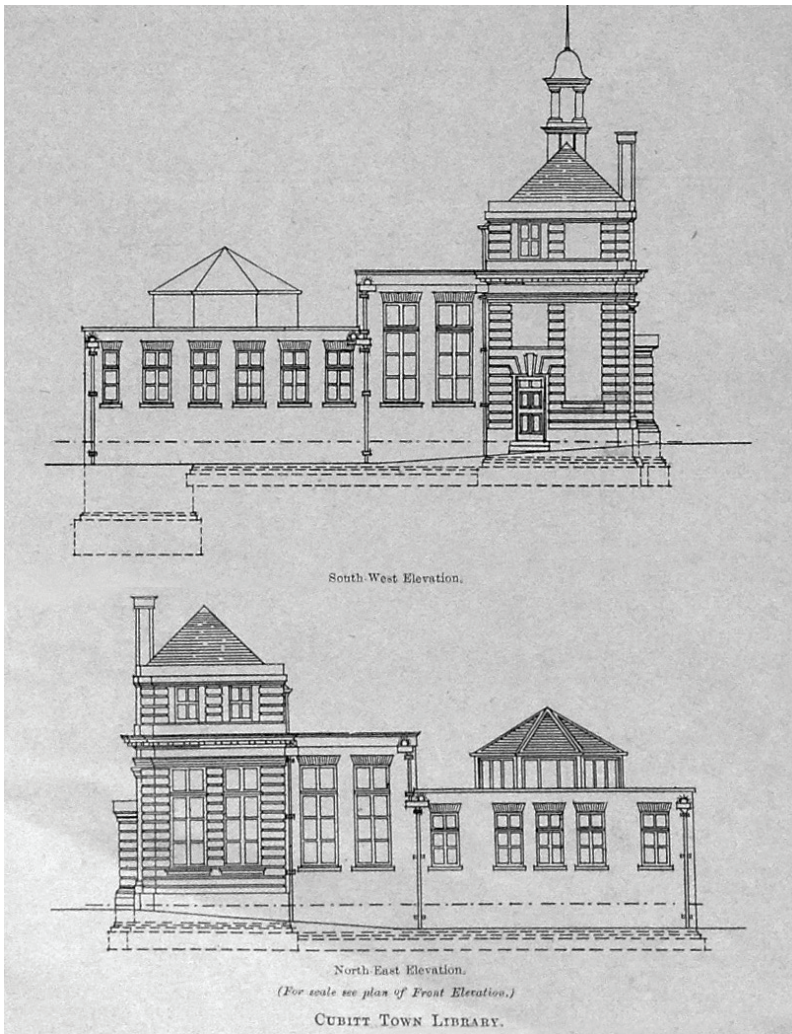 South-West Elevation.
North-East Elevation.
(For scale see plan of Front Elevation.)
CUBITT TOWN LIBRARY.